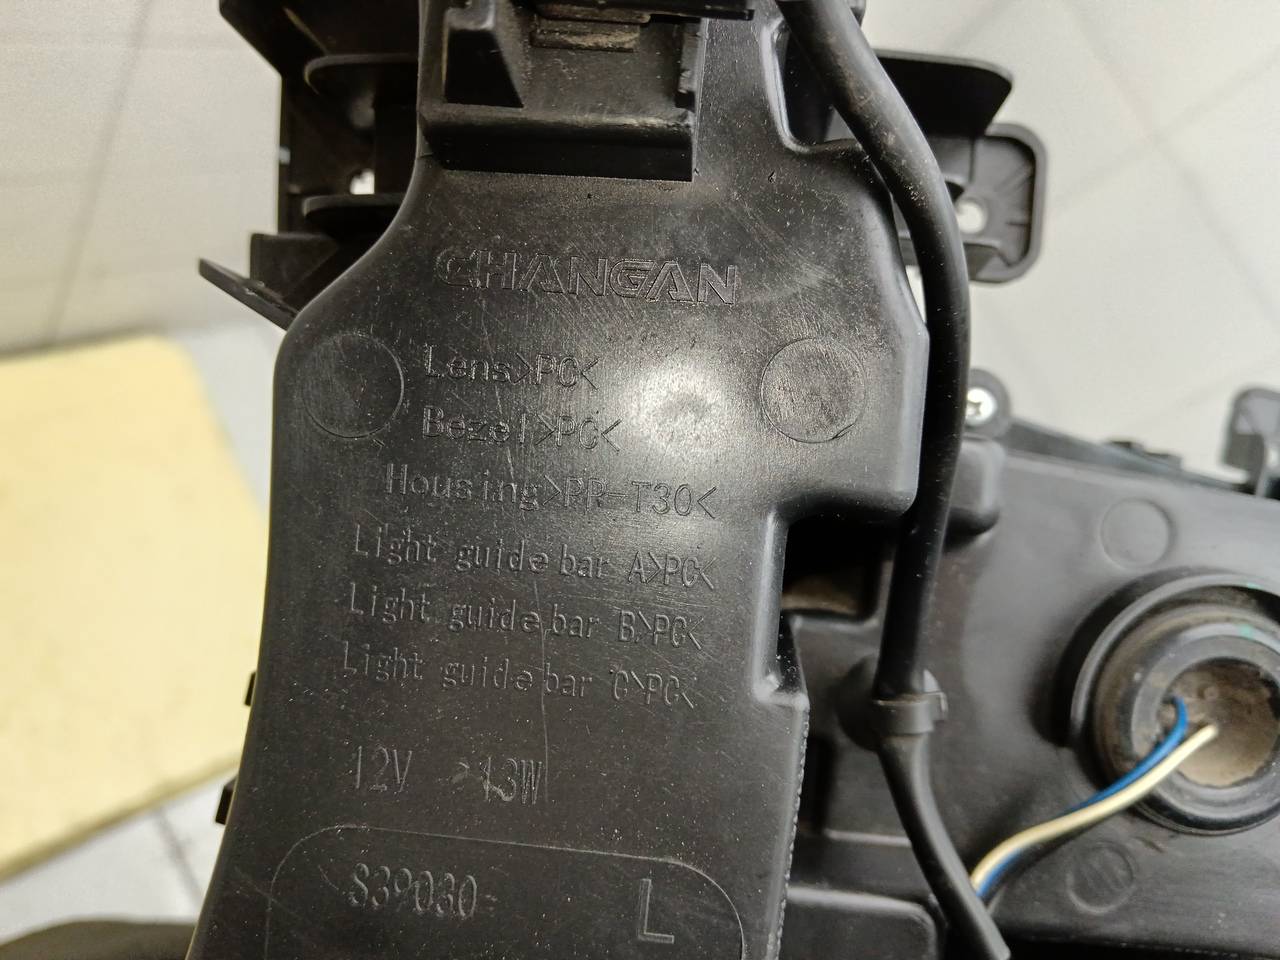 CHANGAN
Lens>PC<
Bezel>PC<
Housing>PP-T30<
Light guide bar A>PC<
Light guide bar B>PC<
Light guide bar C>PC<
12V 13W
S39030
L